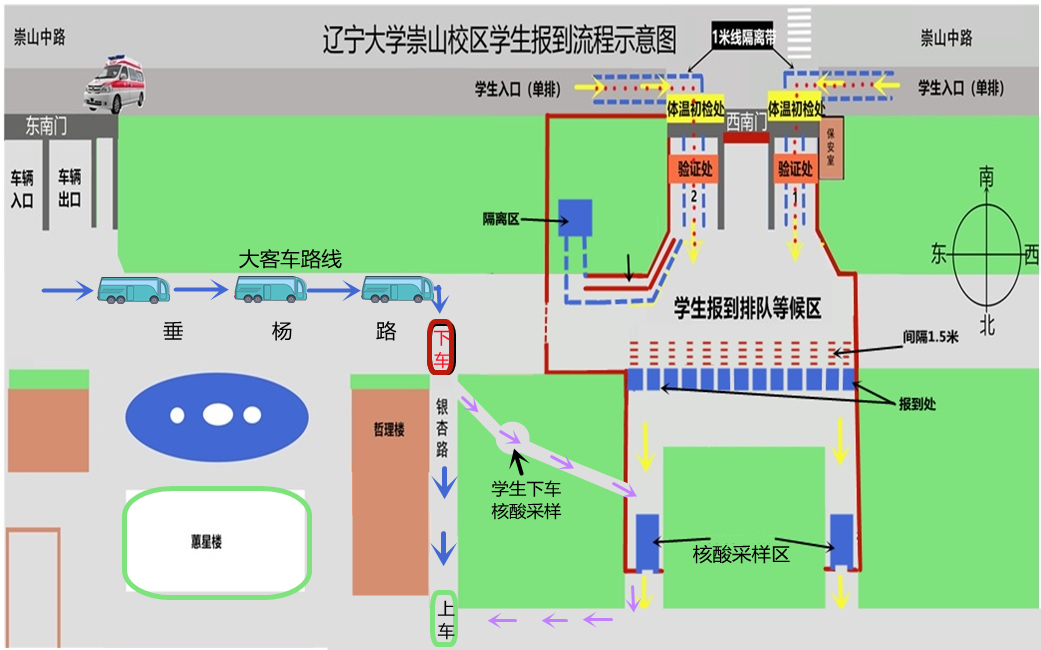 辽宁大学崇山校区学生报到流程示意图
崇山中路
1米线隔离带
崇山中路
学生入口（单排）
学生入口（单排）
体温初检处
体温初检处
东南门
西南门
保安室
车辆
入口
车辆
出口
验证处
2
验证处
1
隔离区
南
东
西
北
大客车路线
学生报到排队等候区
垂
杨
路
下
车
间隔1.5米
报到处
银
杏
路
哲理楼
学生下车
核酸采样
蕙星楼
核酸采样区
上
车